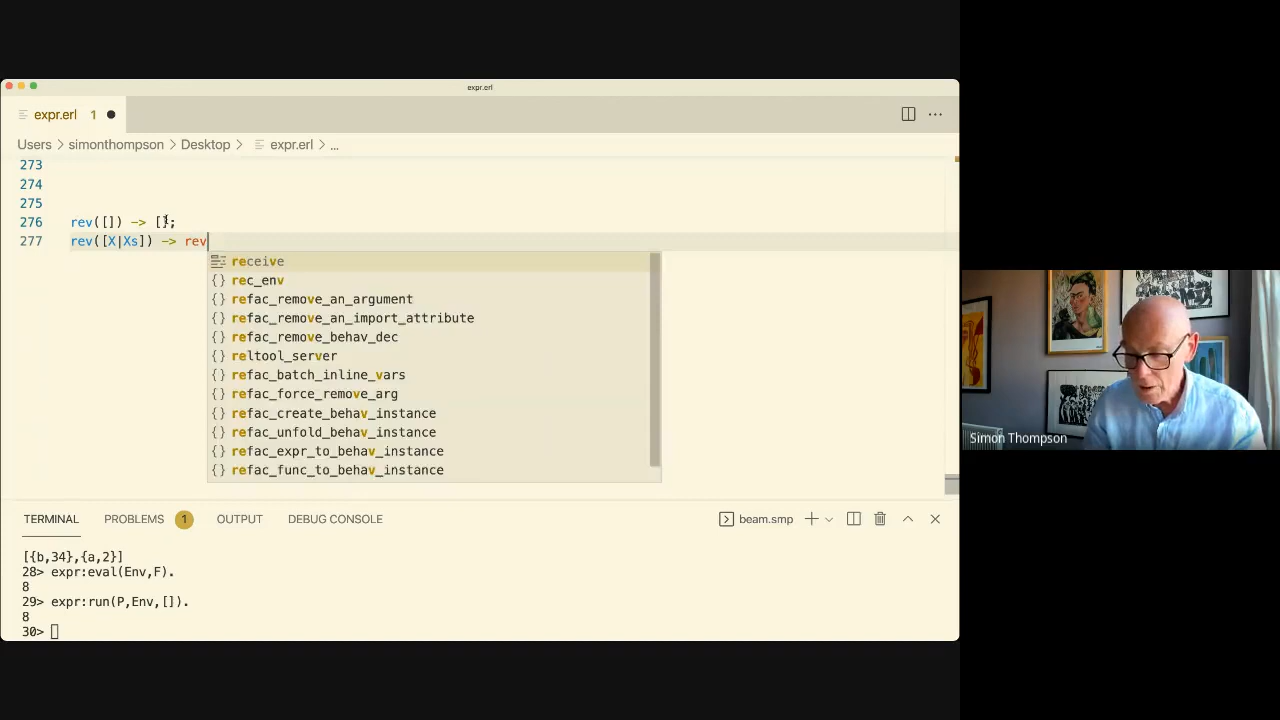 expr.erl
expr.erl 1
Users > simonthompson > Desktop > expr.erl > ...
273
274
275
276 rev([]) -> [];
277 rev([X|Xs]) -> rev
receive
{} rec_env
{} refac_remove_an_argument
{} refac_remove_an_import_attribute
{} refac_remove_behav_dec
{} reltool_server
{} refac_batch_inline_vars
{} refac_force_remove_arg
{} refac_create_behav_instance
{} refac_unfold_behav_instance
{} refac_expr_to_behav_instance
{} refac_func_to_behav_instance
Simon Thompson
TERMINAL PROBLEMS 1 OUTPUT DEBUG CONSOLE beam.smp
[{b,34},{a,2}]
28> expr:eval(Env,F).
8
29> expr:run(P,Env,[]).
8
30>